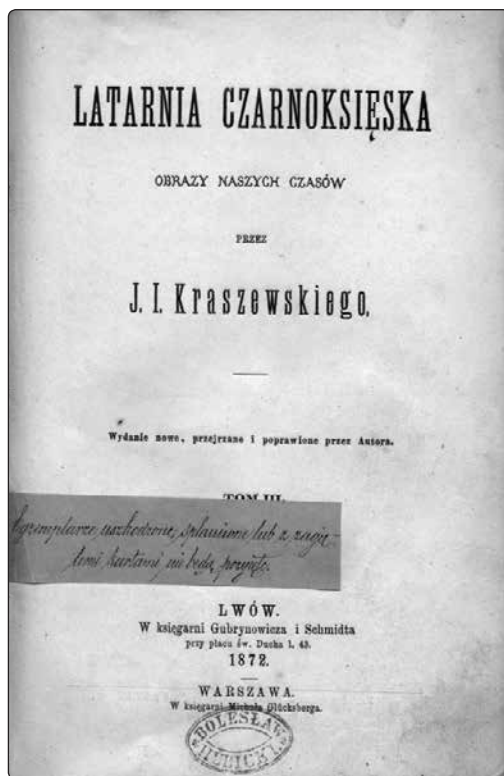 LATARNIA CZARNOKSIĘSKA
OBRAZY NASZYCH CZASÓW
PRZEZ
J. I. Kraszewskiego.
Wydanie nowe, przejrzane i poprawione przez Autora.
TOM III.
Egzemplarze uszkodzone, splamione lub z zagię-
temi kartami nie będą przyjęte.
LWÓW.
W księgarni Gubrynowicza i Schmidta
przy placu św. Ducha l. 43.
1872.
WARSZAWA.
W księgarni Michała Glücksberga.
BOLESŁAW